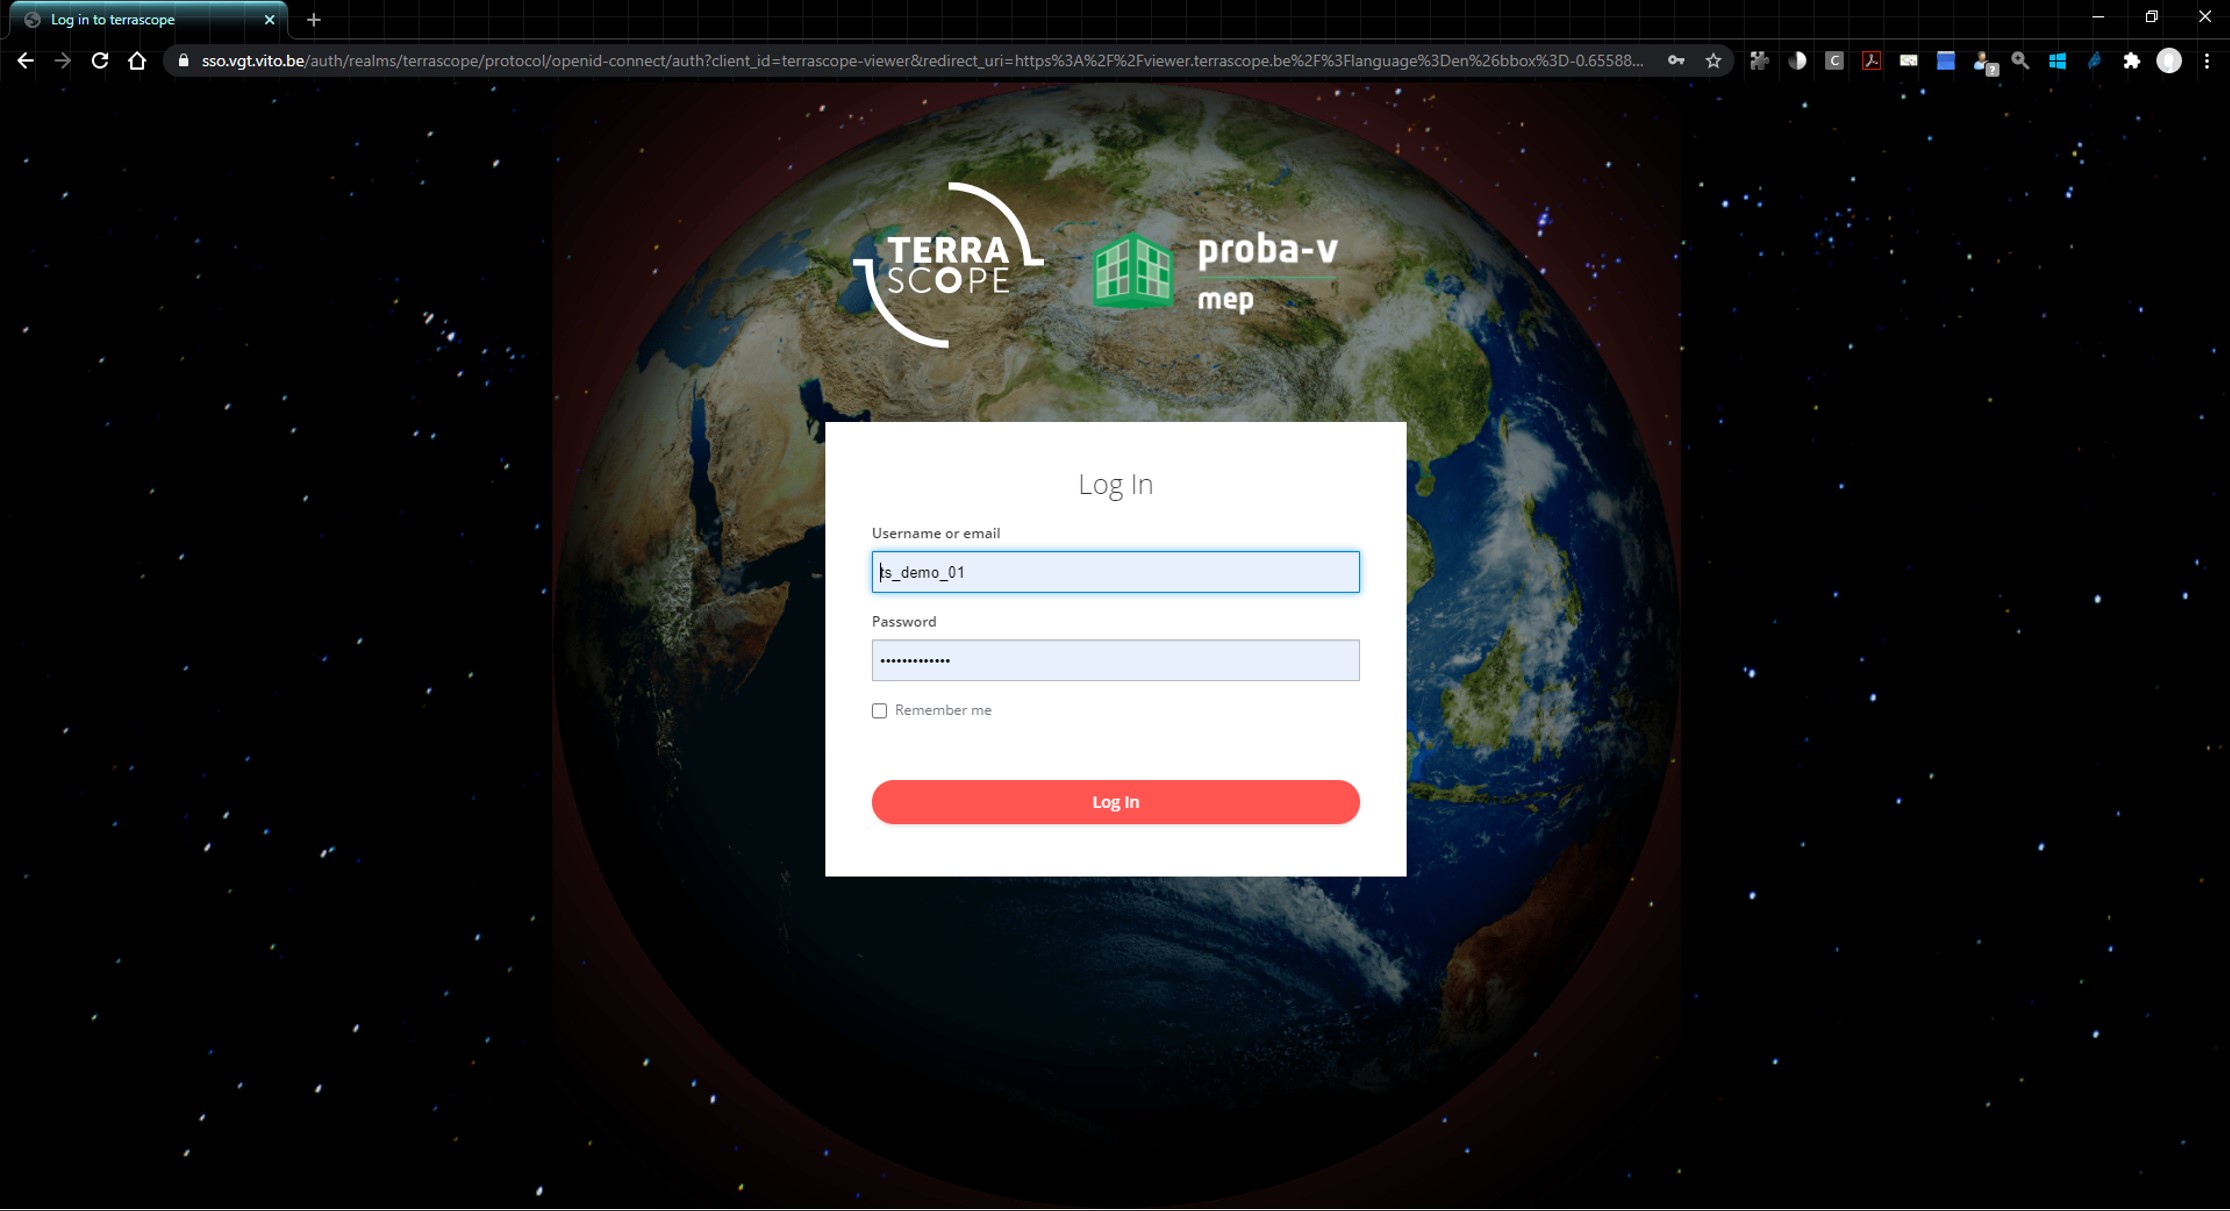 Log in to terrascope
sso.vgt.vito.be/auth/realms/terrascope/protocol/openid-connect/auth?client_id=terrascope-viewer&redirect_uri=https%3A%2F%2Fviewer.terrascope.be%2F%3Flanguage%3Den%26bbox%3D-0.65588...
C
?
TERRA
SCOPE
proba-v
mep
Log In
Username or email
ts_demo_01
Password
•••••••••••••
Remember me
Log In